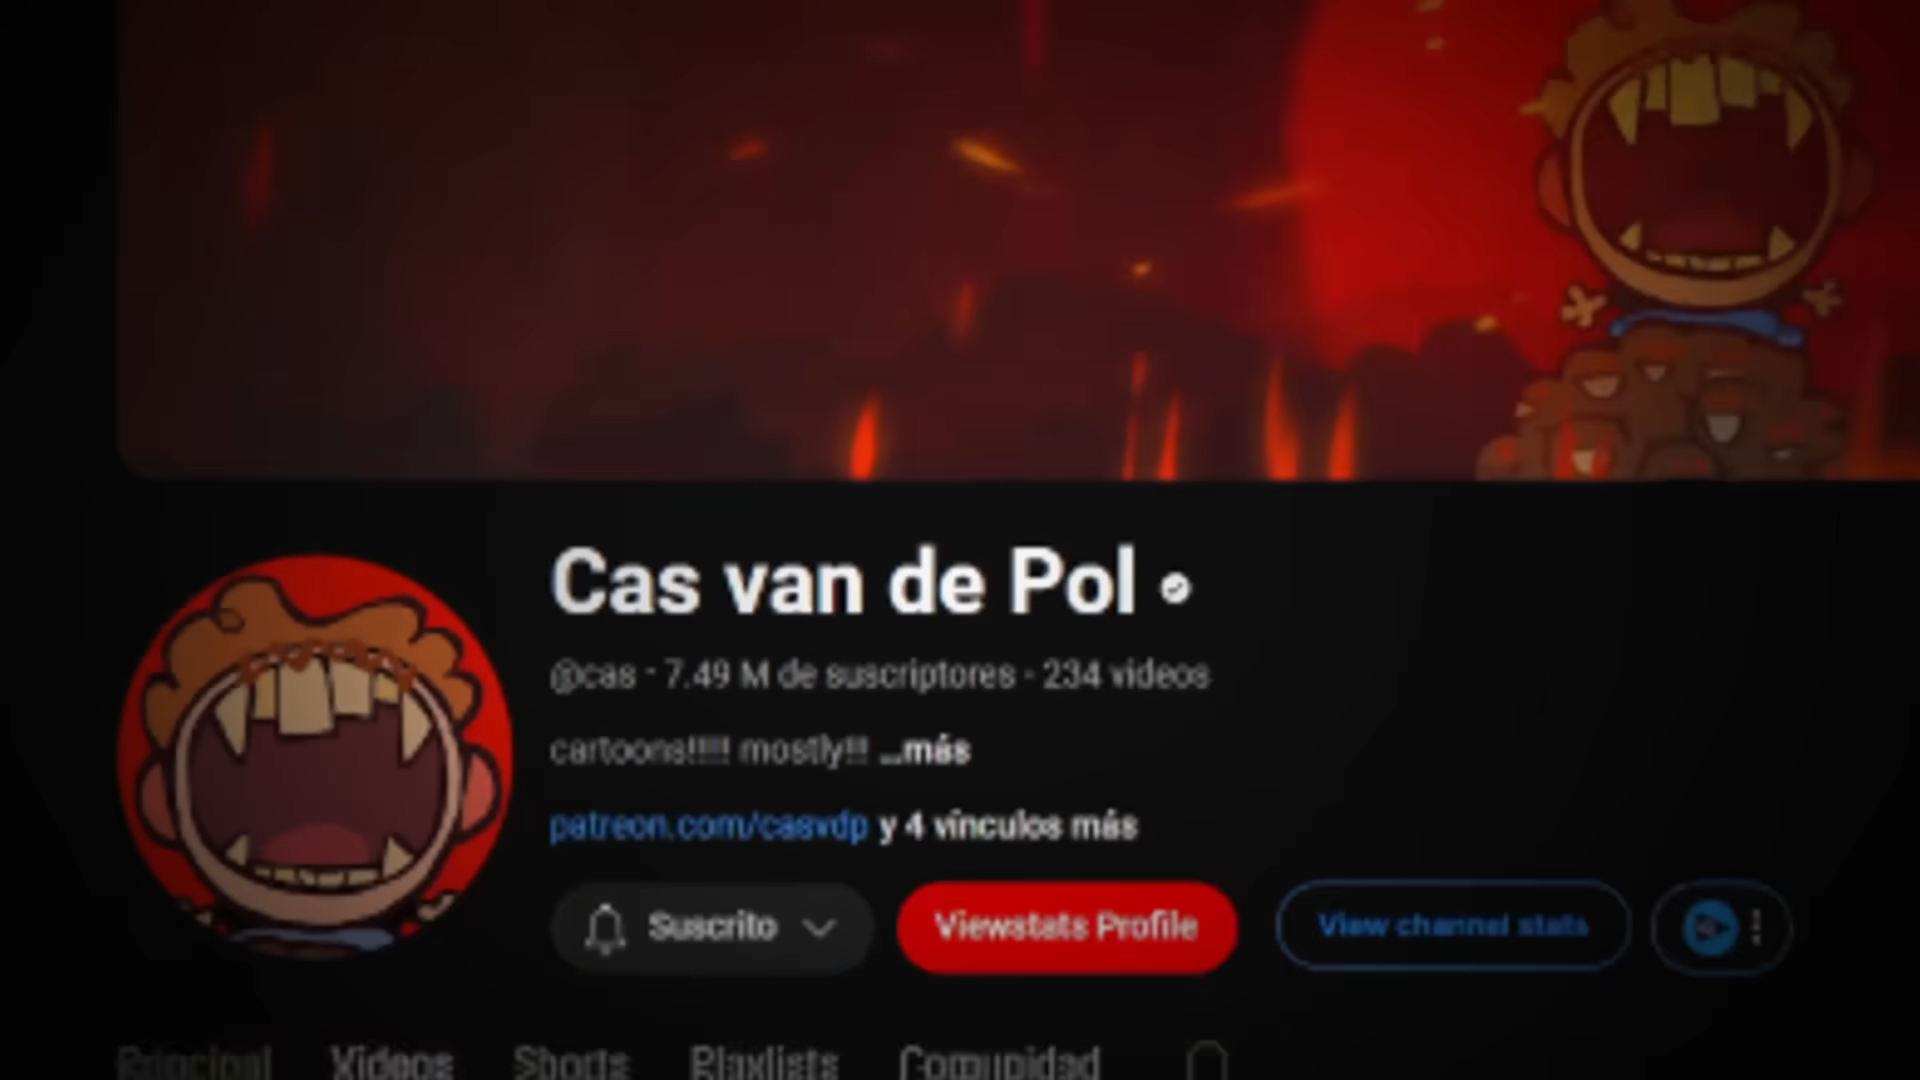 Cas van de Pol
@cas · 7.49 M de suscriptores · 234 videos
cartoons!!!!! mostly!!! ...más
patreon.com/casvdp y 4 vínculos más
Suscrito
Viewstats Profile
View channel stats
Principal Videos Shorts Playlists Comunidad